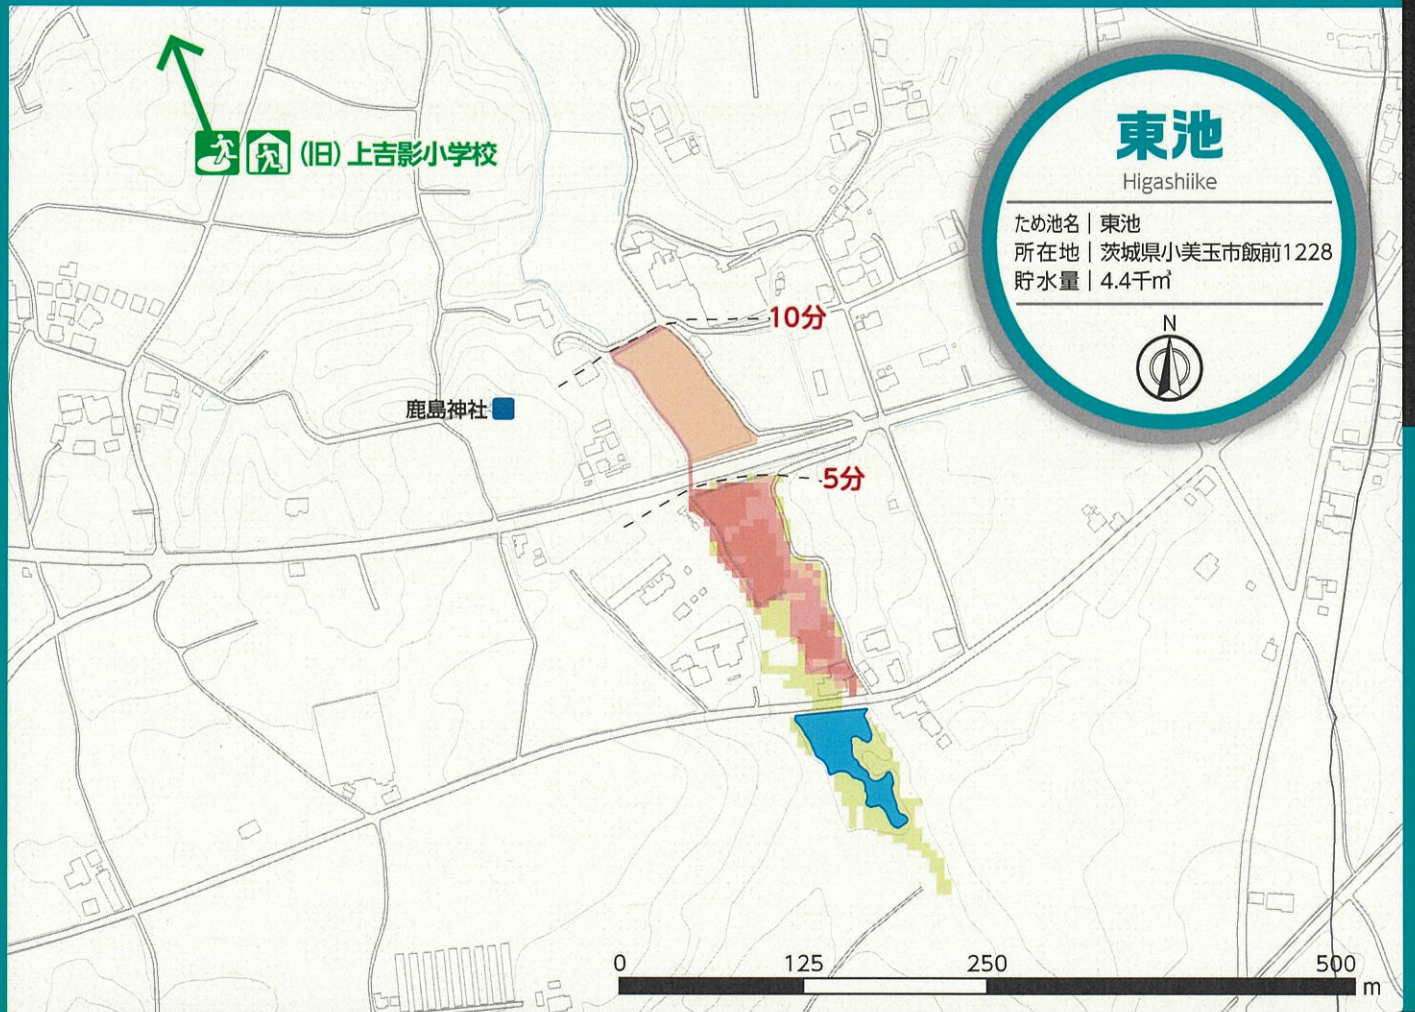 (旧)上吉影小学校
東池
Higashiike
ため池名|東池
所在地|茨城県小美玉市飯前1228
貯水量|4.4千㎥
N
10分
鹿島神社
5分
0 125 250 500 m